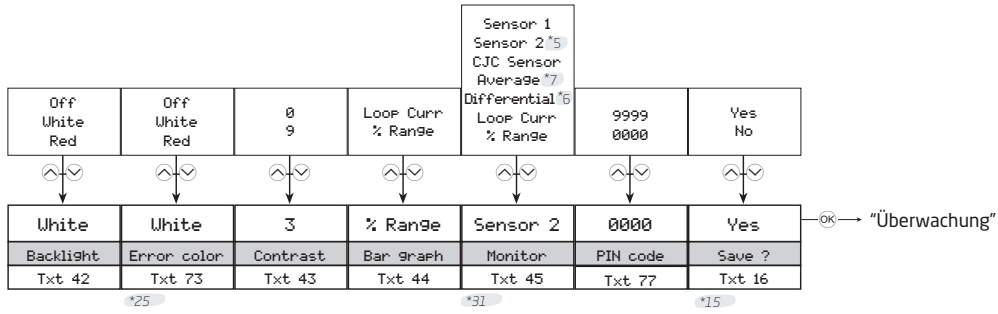 Sensor 1
Sensor 2 *5
CJC Sensor
Average *7
Differential *6
Loop Curr
% Range
Off
White
Red
Off
White
Red
0
9
Loop Curr
% Range
9999
0000
Yes
No
White
White
3
% Range
Sensor 2
0000
Yes
OK
"Überwachung"
Backlight
Error color
Contrast
Bar graph
Monitor
PIN code
Save ?
Txt 42
Txt 73
Txt 43
Txt 44
Txt 45
Txt 77
Txt 16
*25
*31
*15